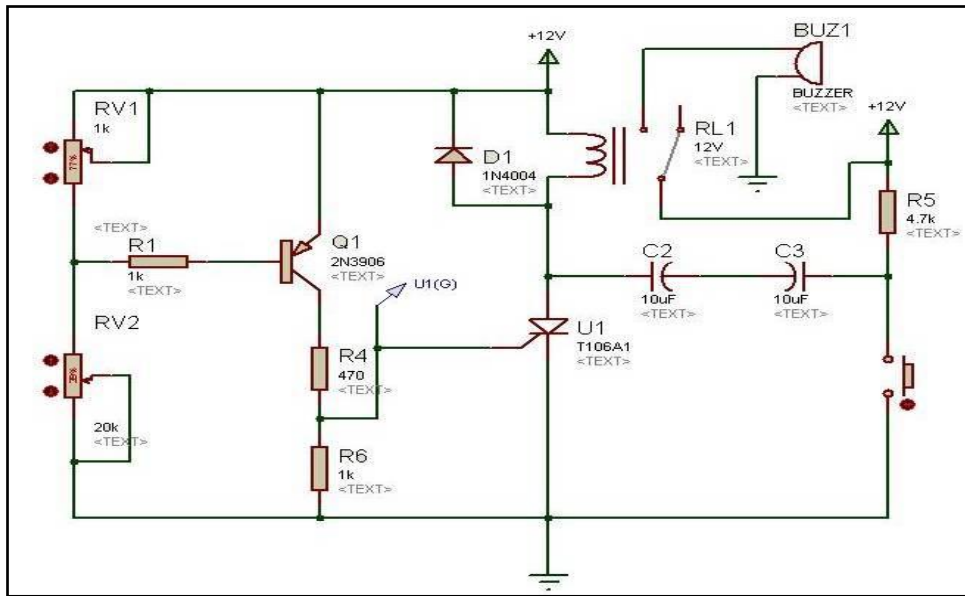 +12V
BUZ1
BUZZER
<TEXT>
+12V
RV1
1k
77%
<TEXT>
D1
1N4004
<TEXT>
RL1
12V
<TEXT>
R5
4.7k
<TEXT>
R1
1k
<TEXT>
Q1
2N3906
<TEXT>
U1(G)
C2
10uF
<TEXT>
C3
10uF
<TEXT>
RV2
20k
<TEXT>
R4
470
<TEXT>
U1
T106A1
<TEXT>
R6
1k
<TEXT>